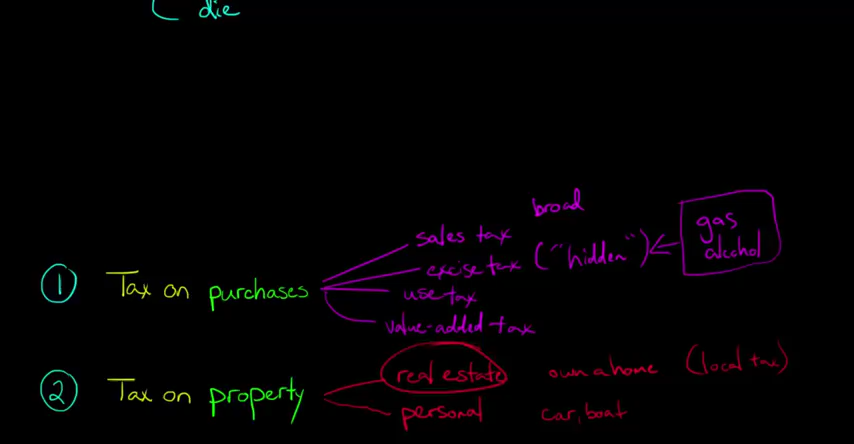 die
broad
sales tax
gas
alcohol
excise tax ("hidden")
① Tax on purchases
use tax
value-added tax
real estate own a home (local tax)
② Tax on property
personal car, boat